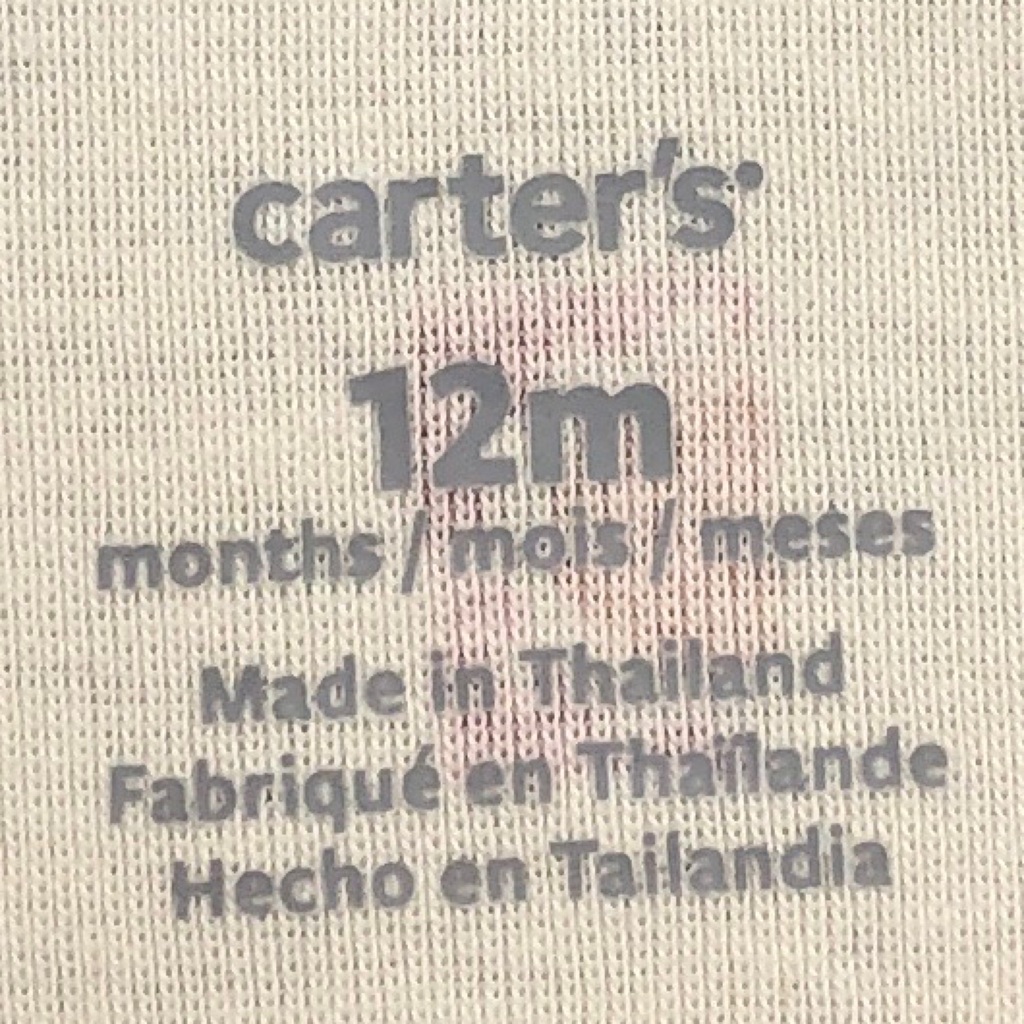 carter's
12m
months / mois / meses
Made in Thailand
Fabriqué en Thaïlande
Hecho en Tailandia